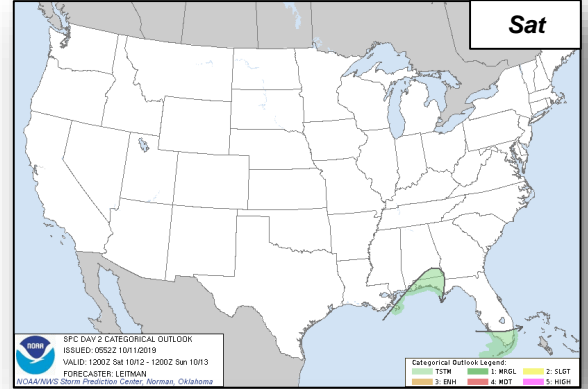 Sat
NOAA
SPC DAY 2 CATEGORICAL OUTLOOK
ISSUED: 0552Z 10/11/2019
VALID: 1200Z Sat 10/12 - 1200Z Sun 10/13
FORECASTER: LEITMAN
NOAA/NWS Storm Prediction Center, Norman, Oklahoma
Categorical Outlook Legend:
TSTM 1: MRGL 2: SLGT
3: ENH 4: MDT 5: HIGH